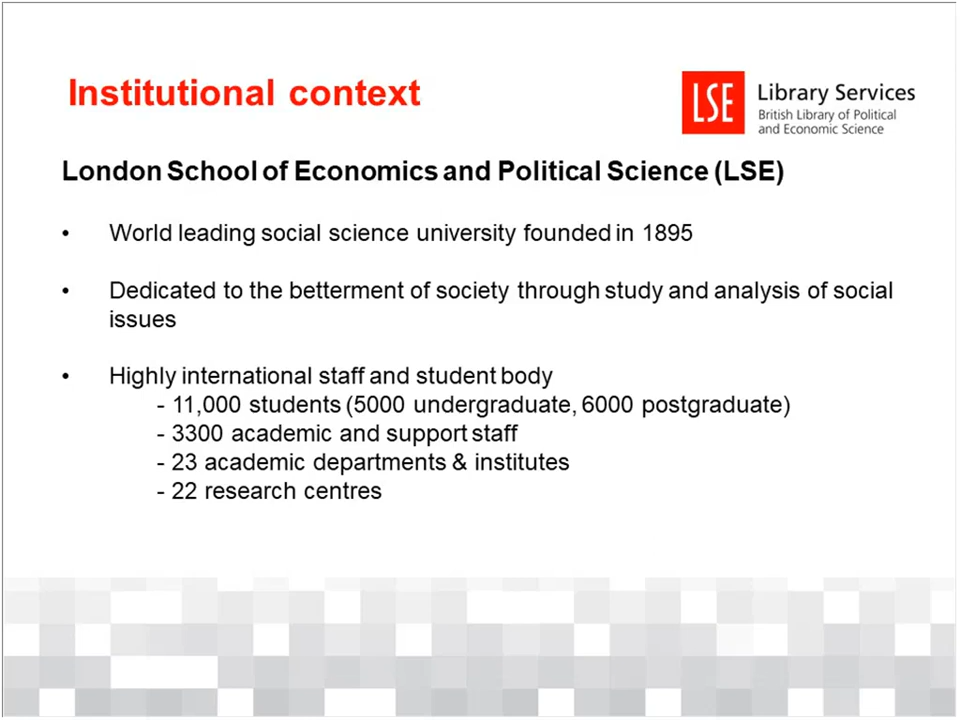 Institutional context
LSE
Library Services
British Library of Political
and Economic Science
London School of Economics and Political Science (LSE)
• World leading social science university founded in 1895
• Dedicated to the betterment of society through study and analysis of social
issues
• Highly international staff and student body
- 11,000 students (5000 undergraduate, 6000 postgraduate)
- 3300 academic and support staff
- 23 academic departments & institutes
- 22 research centres